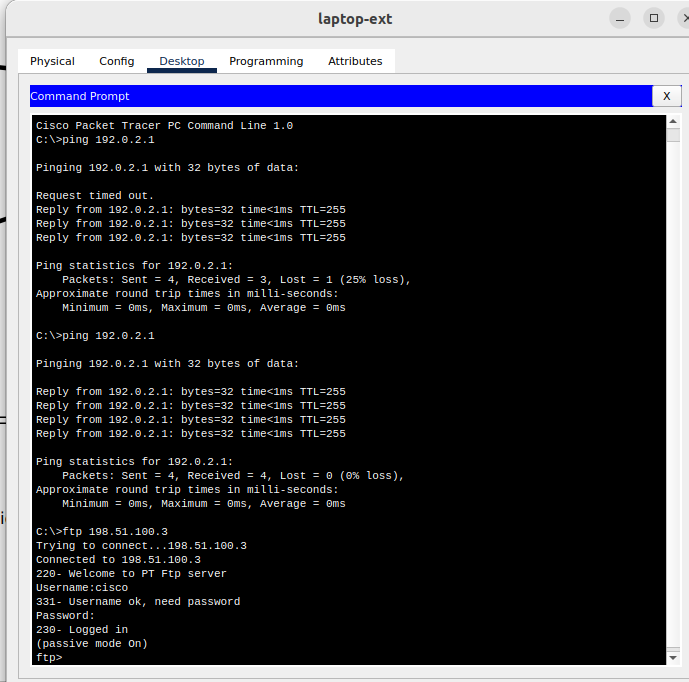 laptop-ext
Physical Config Desktop Programming Attributes
Command Prompt
X
Cisco Packet Tracer PC Command Line 1.0
C:\>ping 192.0.2.1
Pinging 192.0.2.1 with 32 bytes of data:
Request timed out.
Reply from 192.0.2.1: bytes=32 time<1ms TTL=255
Reply from 192.0.2.1: bytes=32 time<1ms TTL=255
Reply from 192.0.2.1: bytes=32 time<1ms TTL=255
Ping statistics for 192.0.2.1:
Packets: Sent = 4, Received = 3, Lost = 1 (25% loss),
Approximate round trip times in milli-seconds:
Minimum = 0ms, Maximum = 0ms, Average = 0ms
C:\>ping 192.0.2.1
Pinging 192.0.2.1 with 32 bytes of data:
Reply from 192.0.2.1: bytes=32 time<1ms TTL=255
Reply from 192.0.2.1: bytes=32 time<1ms TTL=255
Reply from 192.0.2.1: bytes=32 time<1ms TTL=255
Reply from 192.0.2.1: bytes=32 time<1ms TTL=255
Ping statistics for 192.0.2.1:
Packets: Sent = 4, Received = 4, Lost = 0 (0% loss),
Approximate round trip times in milli-seconds:
Minimum = 0ms, Maximum = 0ms, Average = 0ms
C:\>ftp 198.51.100.3
Trying to connect...198.51.100.3
Connected to 198.51.100.3
220- Welcome to PT Ftp server
Username:cisco
331- Username ok, need password
Password:
230- Logged in
(passive mode On)
ftp>